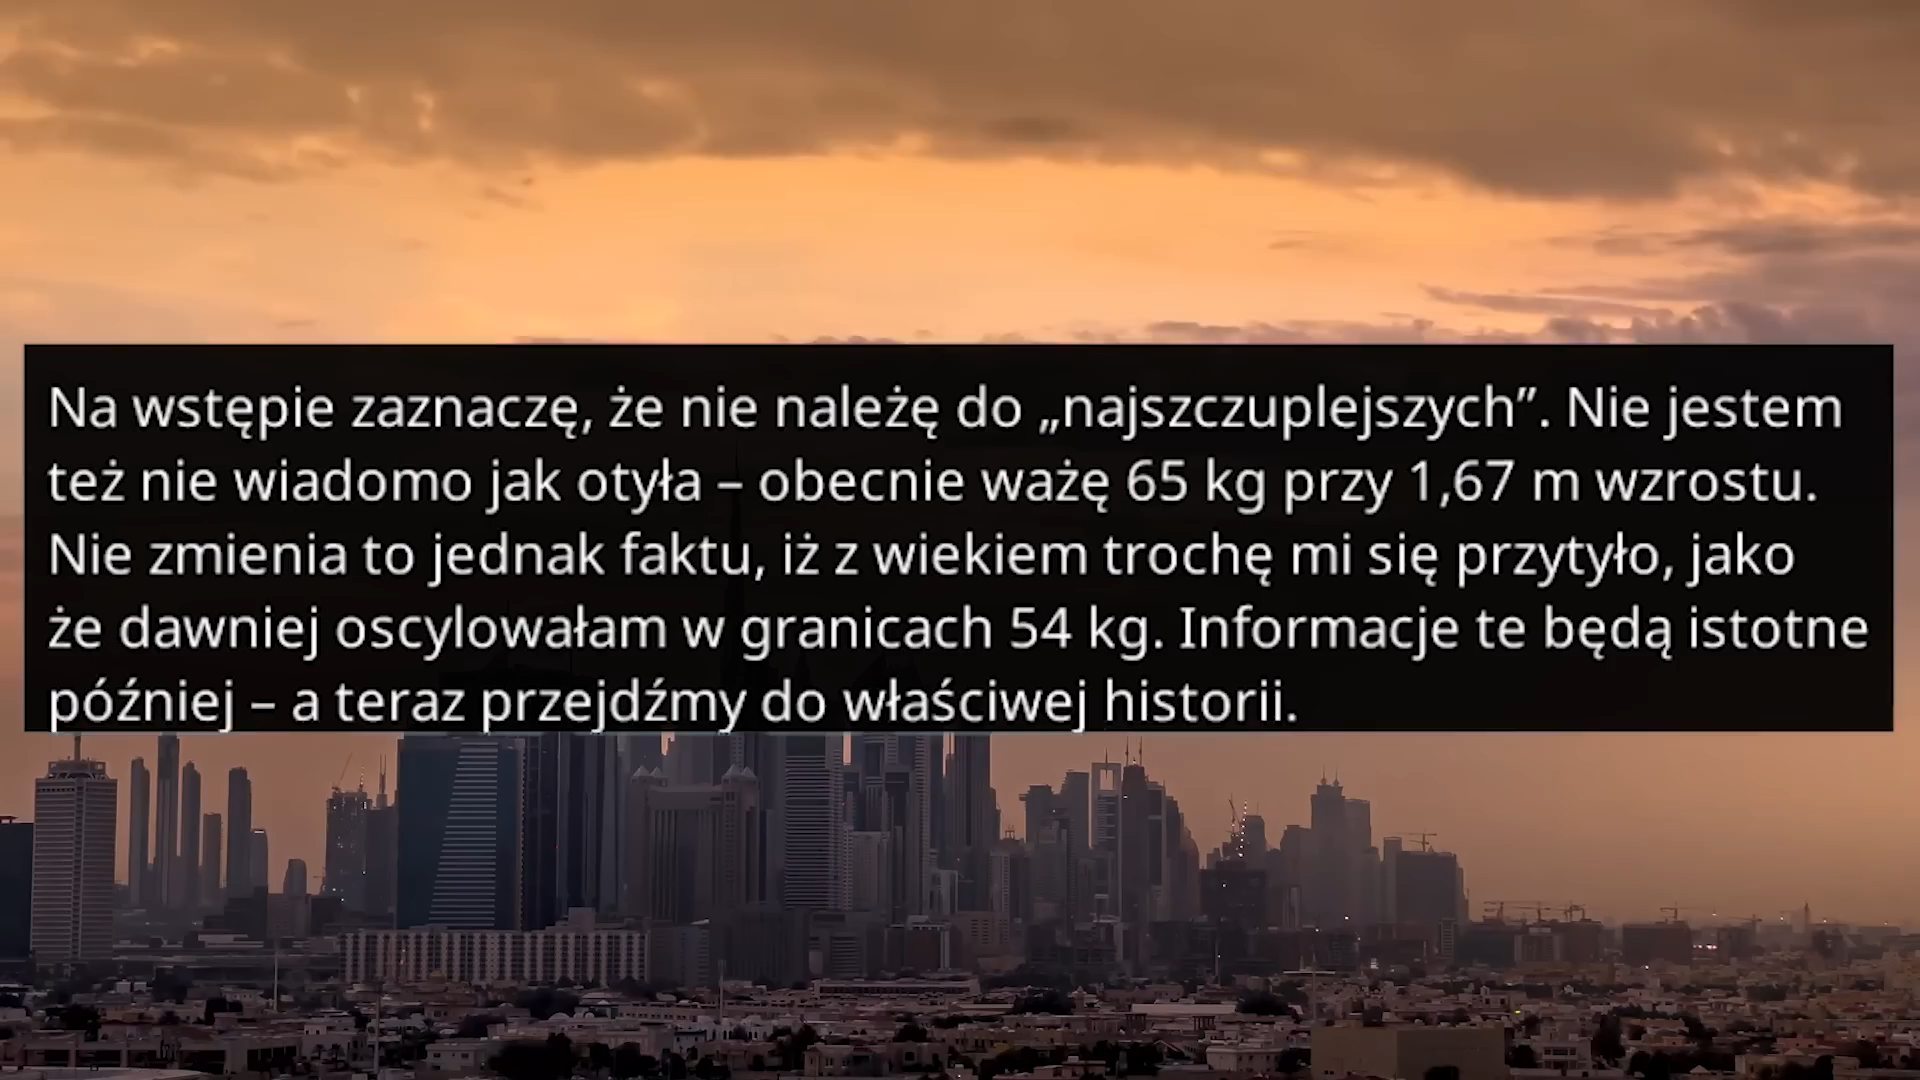 Na wstępie zaznaczę, że nie należę do „najszczuplejszych”. Nie jestem
też nie wiadomo jak otyła – obecnie ważę 65 kg przy 1,67 m wzrostu.
Nie zmienia to jednak faktu, iż z wiekiem trochę mi się przytyło, jako
że dawniej oscylowałam w granicach 54 kg. Informacje te będą istotne
później – a teraz przejdźmy do właściwej historii.